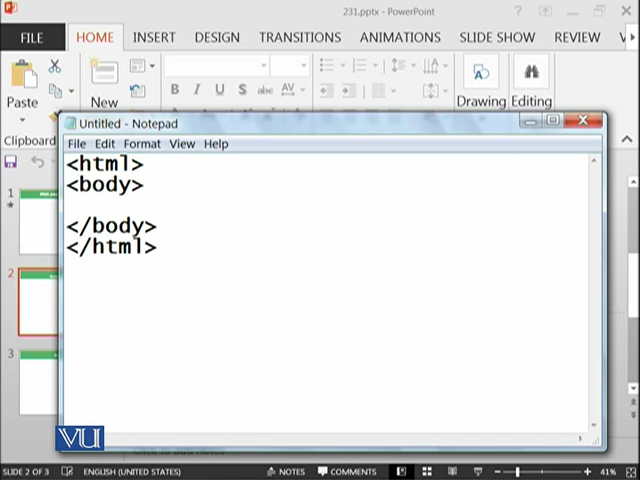 231.pptx - PowerPoint
FILE HOME INSERT DESIGN TRANSITIONS ANIMATIONS SLIDE SHOW REVIEW V
Paste
New
B I U S abc AV
Drawing Editing
Clipboard
Untitled - Notepad
File Edit Format View Help
<html>
<body>
</body>
</html>
1
2
3
VU
SLIDE 2 OF 3 ENGLISH (UNITED STATES) NOTES COMMENTS 41%